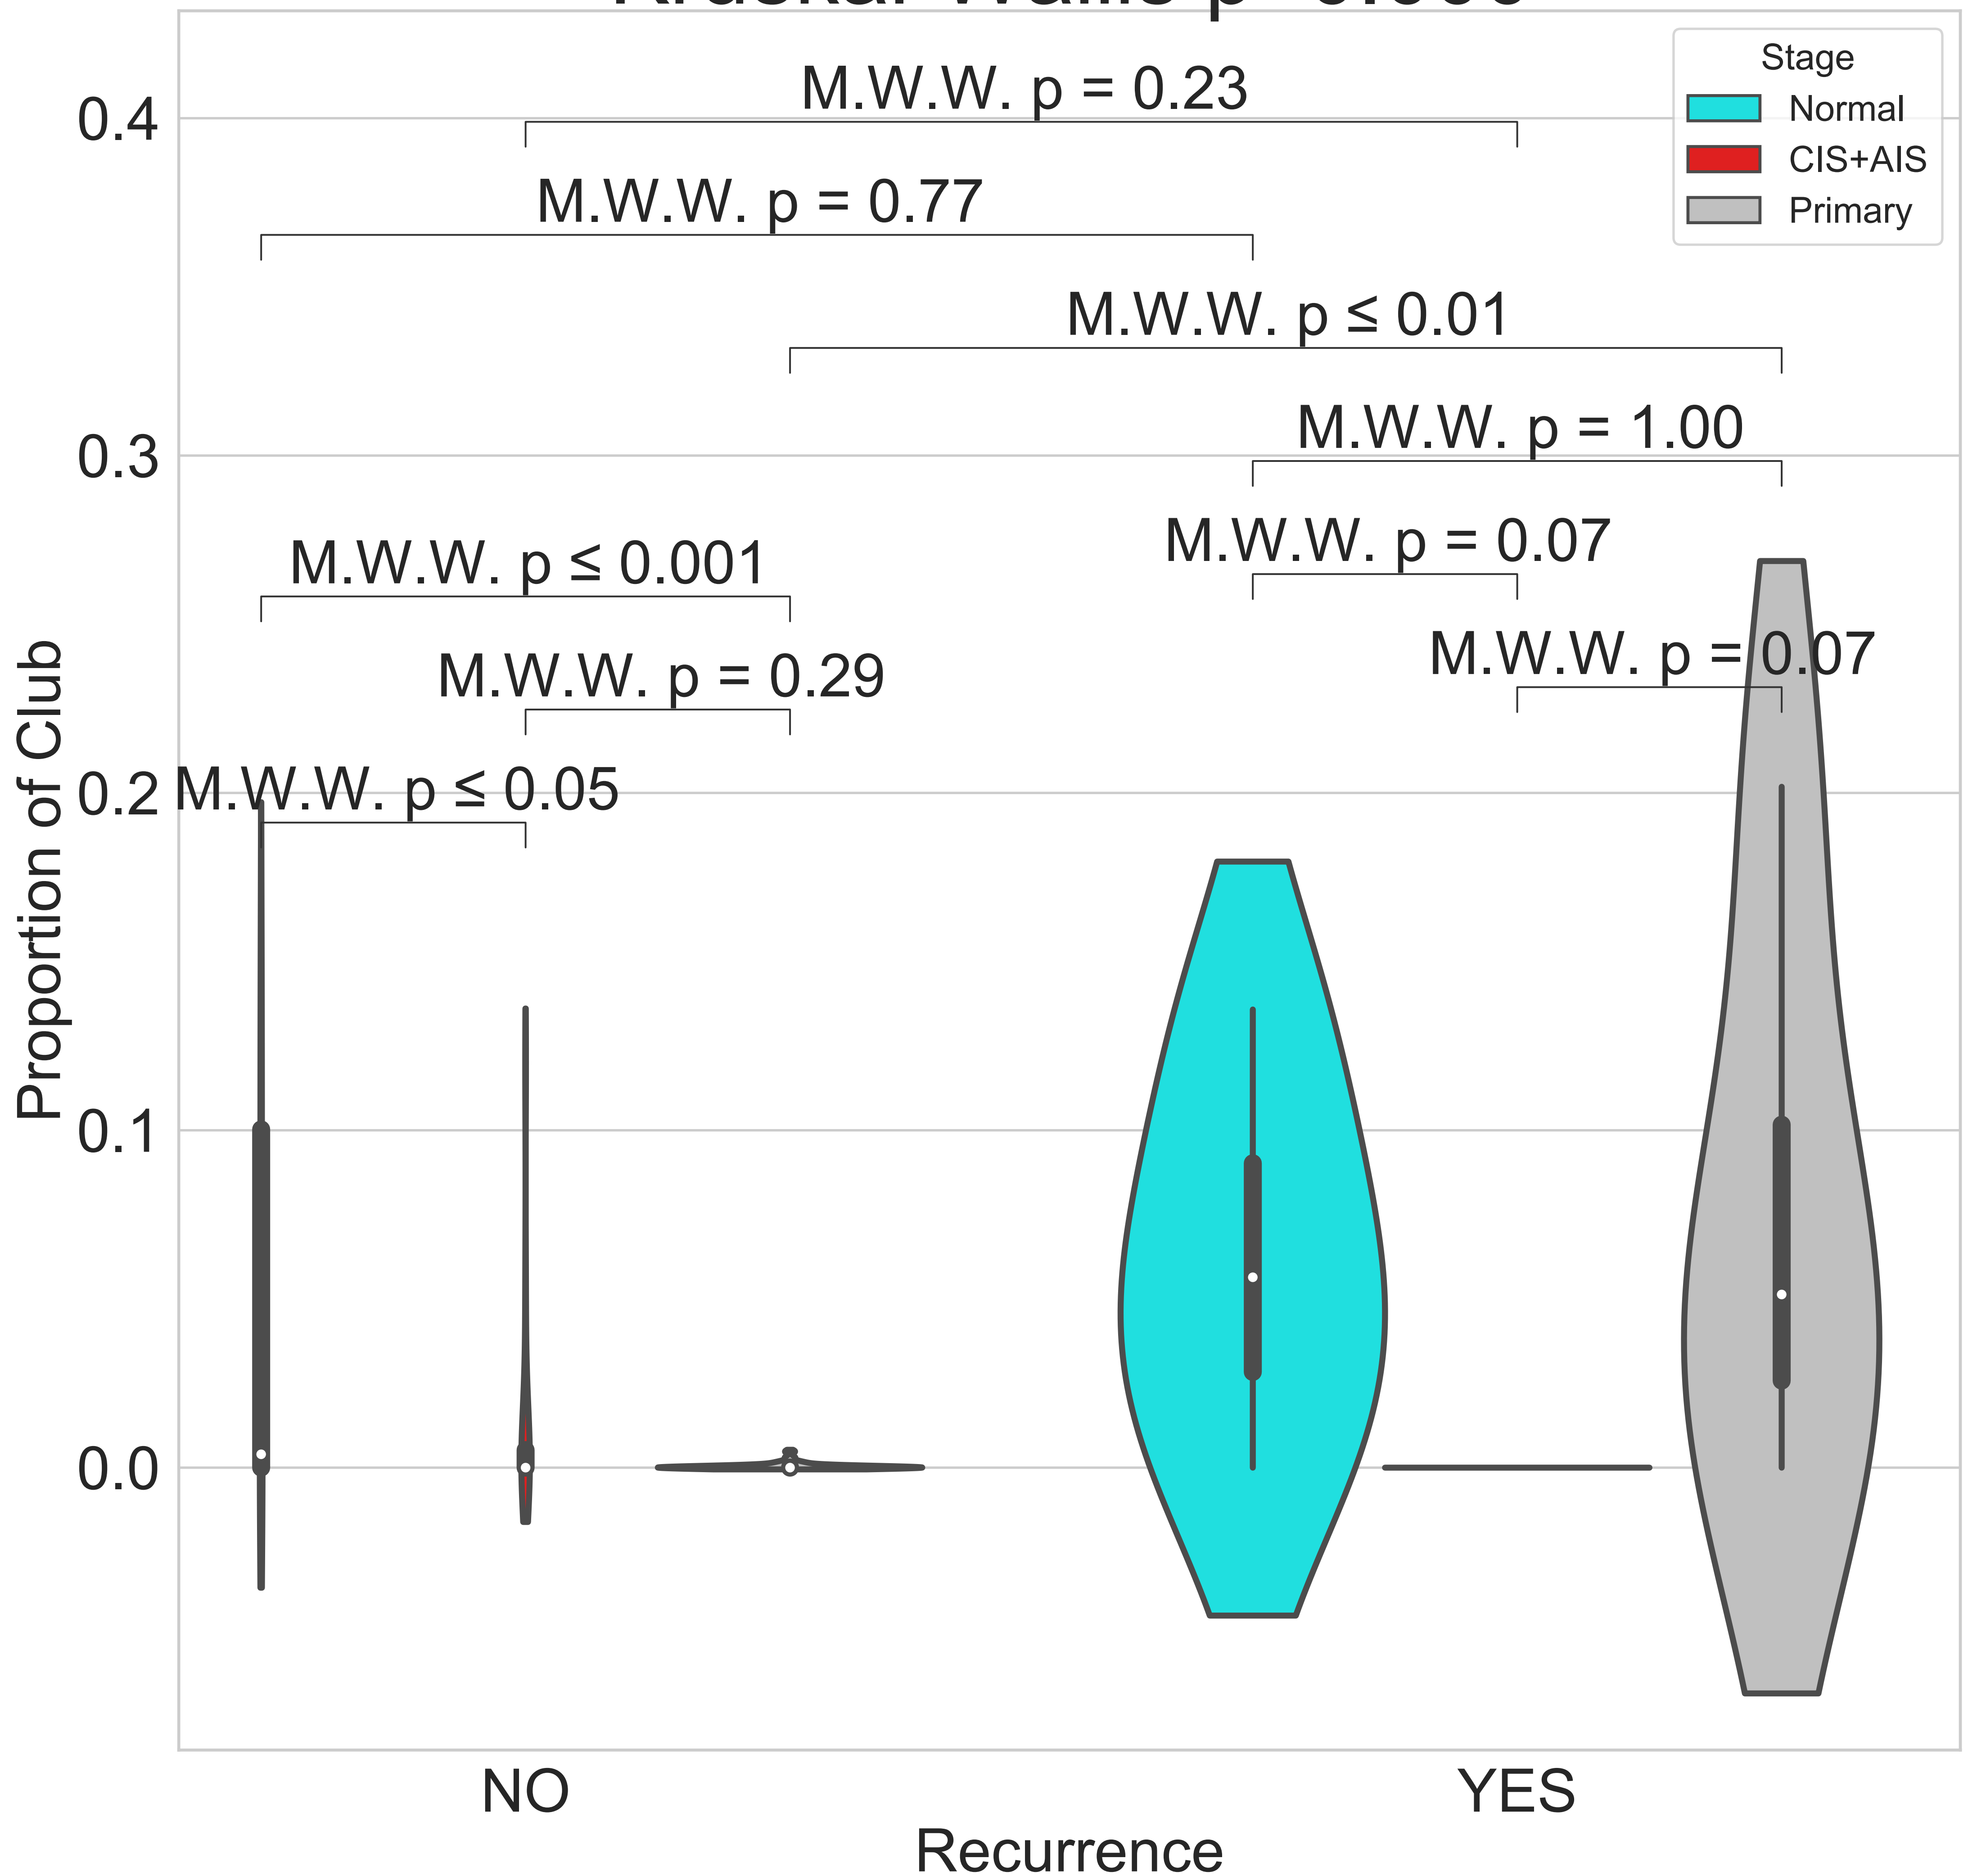 Stage
Normal
CIS+AIS
Primary
M.W.W. p = 0.23
M.W.W. p = 0.77
M.W.W. p ≤ 0.01
M.W.W. p = 1.00
M.W.W. p = 0.07
M.W.W. p ≤ 0.001
M.W.W. p = 0.07
M.W.W. p = 0.29
M.W.W. p ≤ 0.05
0.4
0.3
0.2
0.1
0.0
Proportion of Club
NO
YES
Recurrence